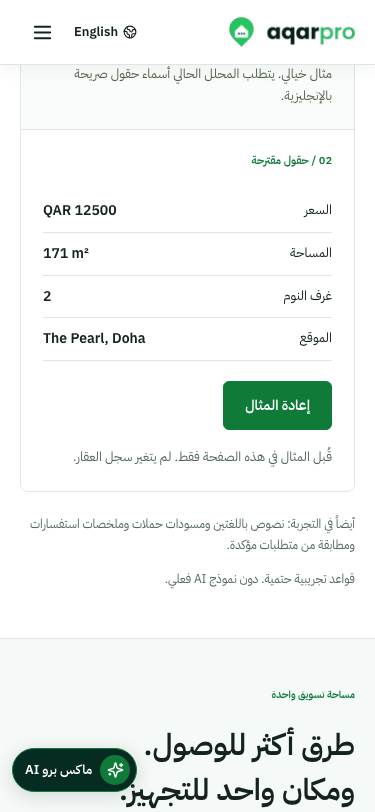 aqarpro
English
مثال خيالي. يتطلب المحلل الحالي أسماء حقول صريحة
بالإنجليزية.
02 / حقول مقترحة
السعر QAR 12500
المساحة 171 m²
غرف النوم 2
الموقع The Pearl, Doha
إعادة المثال
قُبل المثال في هذه الصفحة فقط. لم يتغير سجل العقار.
أيضاً في التجربة: نصوص باللغتين ومسودات حملات وملخصات استفسارات
ومطابقة من متطلبات مؤكدة.
قواعد تجريبية حتمية. دون نموذج AI فعلي.
مساحة تسويق واحدة
طرق أكثر للوصول.
ومكان واحد للتجهيز.
ماكس برو AI